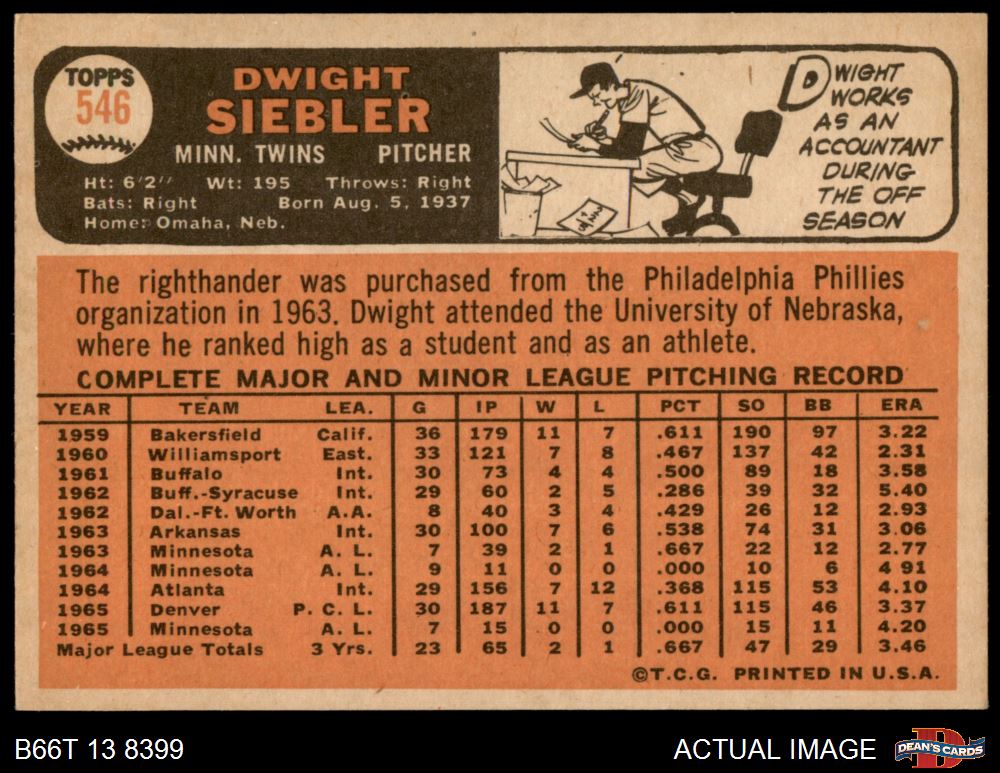 TOPPS
546
DWIGHT
SIEBLER
MINN. TWINS PITCHER
Ht: 6'2" Wt: 195 Throws: Right
Bats: Right Born Aug. 5, 1937
Home: Omaha, Neb.
DWIGHT
WORKS
AS AN
ACCOUNTANT
DURING
THE OFF
SEASON
The righthander was purchased from the Philadelphia Phillies
organization in 1963. Dwight attended the University of Nebraska,
where he ranked high as a student and as an athlete.
COMPLETE MAJOR AND MINOR LEAGUE PITCHING RECORD
YEAR TEAM LEA. G IP W L PCT SO BB ERA
1959 Bakersfield Calif. 36 179 11 7 .611 190 97 3.22
1960 Williamsport East. 33 121 7 8 .467 137 42 2.31
1961 Buffalo Int. 30 73 4 4 .500 89 18 3.58
1962 Buff.-Syracuse Int. 29 60 2 5 .286 39 32 5.40
1962 Dal.-Ft. Worth A.A. 8 40 3 4 .429 26 12 2.93
1963 Arkansas Int. 30 100 7 6 .538 74 31 3.06
1963 Minnesota A. L. 7 39 2 1 .667 22 12 2.77
1964 Minnesota A. L. 9 11 0 0 .000 10 6 4 91
1964 Atlanta Int. 29 156 7 12 .368 115 53 4.10
1965 Denver P. C. L. 30 187 11 7 .611 115 46 3.37
1965 Minnesota A. L. 7 15 0 0 .000 15 11 4.20
Major League Totals 3 Yrs. 23 65 2 1 .667 47 29 3.46
©T.C.G. PRINTED IN U.S.A.
B66T 13 8399
ACTUAL IMAGE
DEAN'S CARDS